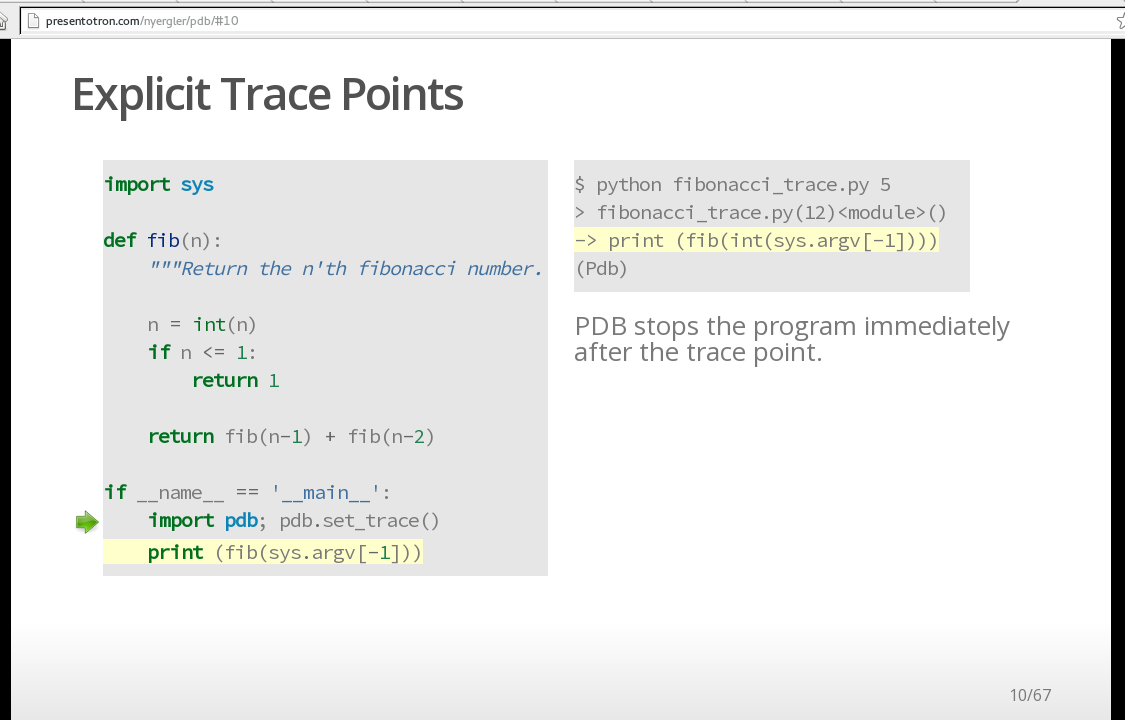 presentotron.com/nyergler/pdb/#10
Explicit Trace Points
import sys
def fib(n):
"""Return the n'th fibonacci number.
n = int(n)
if n <= 1:
return 1
return fib(n-1) + fib(n-2)
if __name__ == '__main__':
import pdb; pdb.set_trace()
print (fib(sys.argv[-1]))
$ python fibonacci_trace.py 5
> fibonacci_trace.py(12)<module>()
-> print (fib(int(sys.argv[-1])))
(Pdb)
PDB stops the program immediately
after the trace point.
10/67